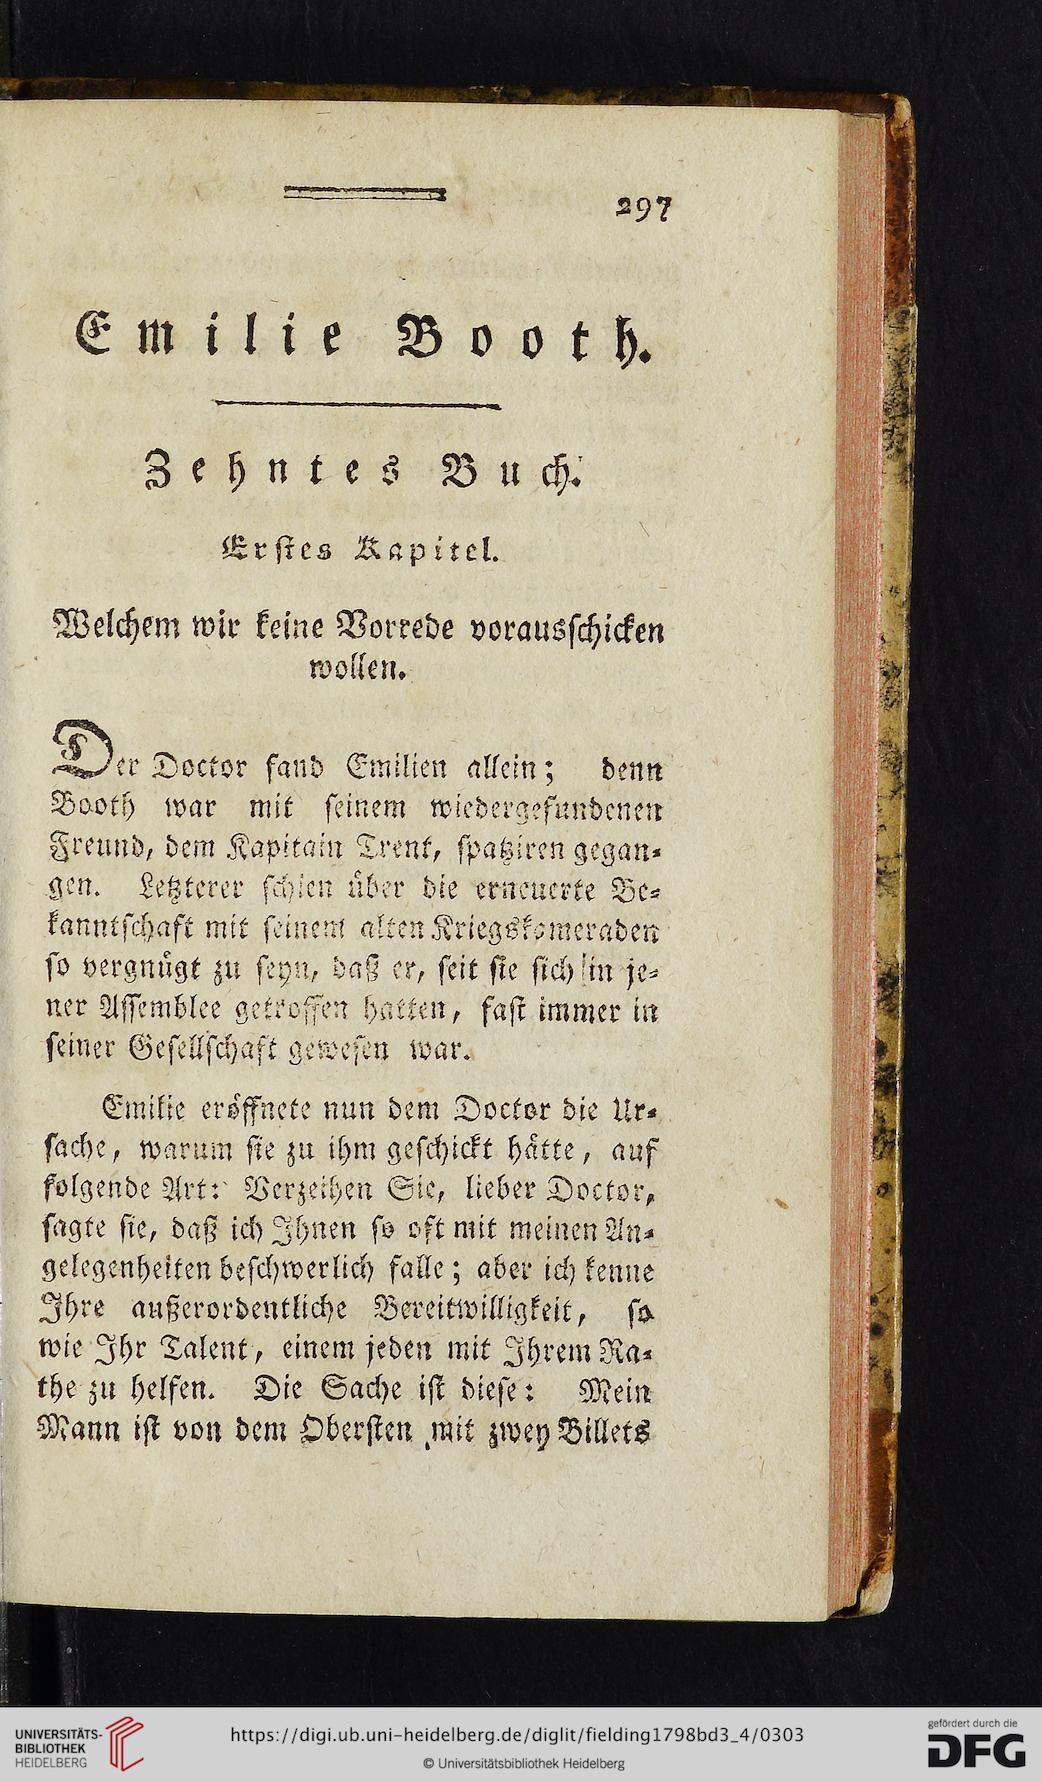 297
Emilie Booth.
Zehntes Buch.
Erstes Kapitel.
Welchem wir keine Vorrede vorausschicken
wollen.
Der Doctor fand Emilien allein; denn
Booth war mit seinem wiedergefundenen
Freund, dem Kapitain Trent, spatziren gegan-
gen. Letzterer schien über die erneuerte Be-
kanntschaft mit seinem alten Kriegskomeraden
so vergnügt zu seyn, daß er, seit sie sich in je-
ner Assemblee getroffen hatten, fast immer in
seiner Gesellschaft gewesen war.
Emilie eröffnete nun dem Doctor die Ur-
sache, warum sie zu ihm geschickt hätte, auf
folgende Art: Verzeihen Sie, lieber Doctor,
sagte sie, daß ich Ihnen so oft mit meinen An-
gelegenheiten beschwerlich falle; aber ich kenne
Ihre außerordentliche Bereitwilligkeit, so
wie Ihr Talent, einem jeden mit Ihrem Ra-
the zu helfen. Die Sache ist diese: Mein
Mann ist von dem Obersten mit zwey Billets
UNIVERSITÄTS-
BIBLIOTHEK
HEIDELBERG
https://digi.ub.uni-heidelberg.de/diglit/fielding1798bd3_4/0303
© Universitätsbibliothek Heidelberg
gefördert durch die
DFG